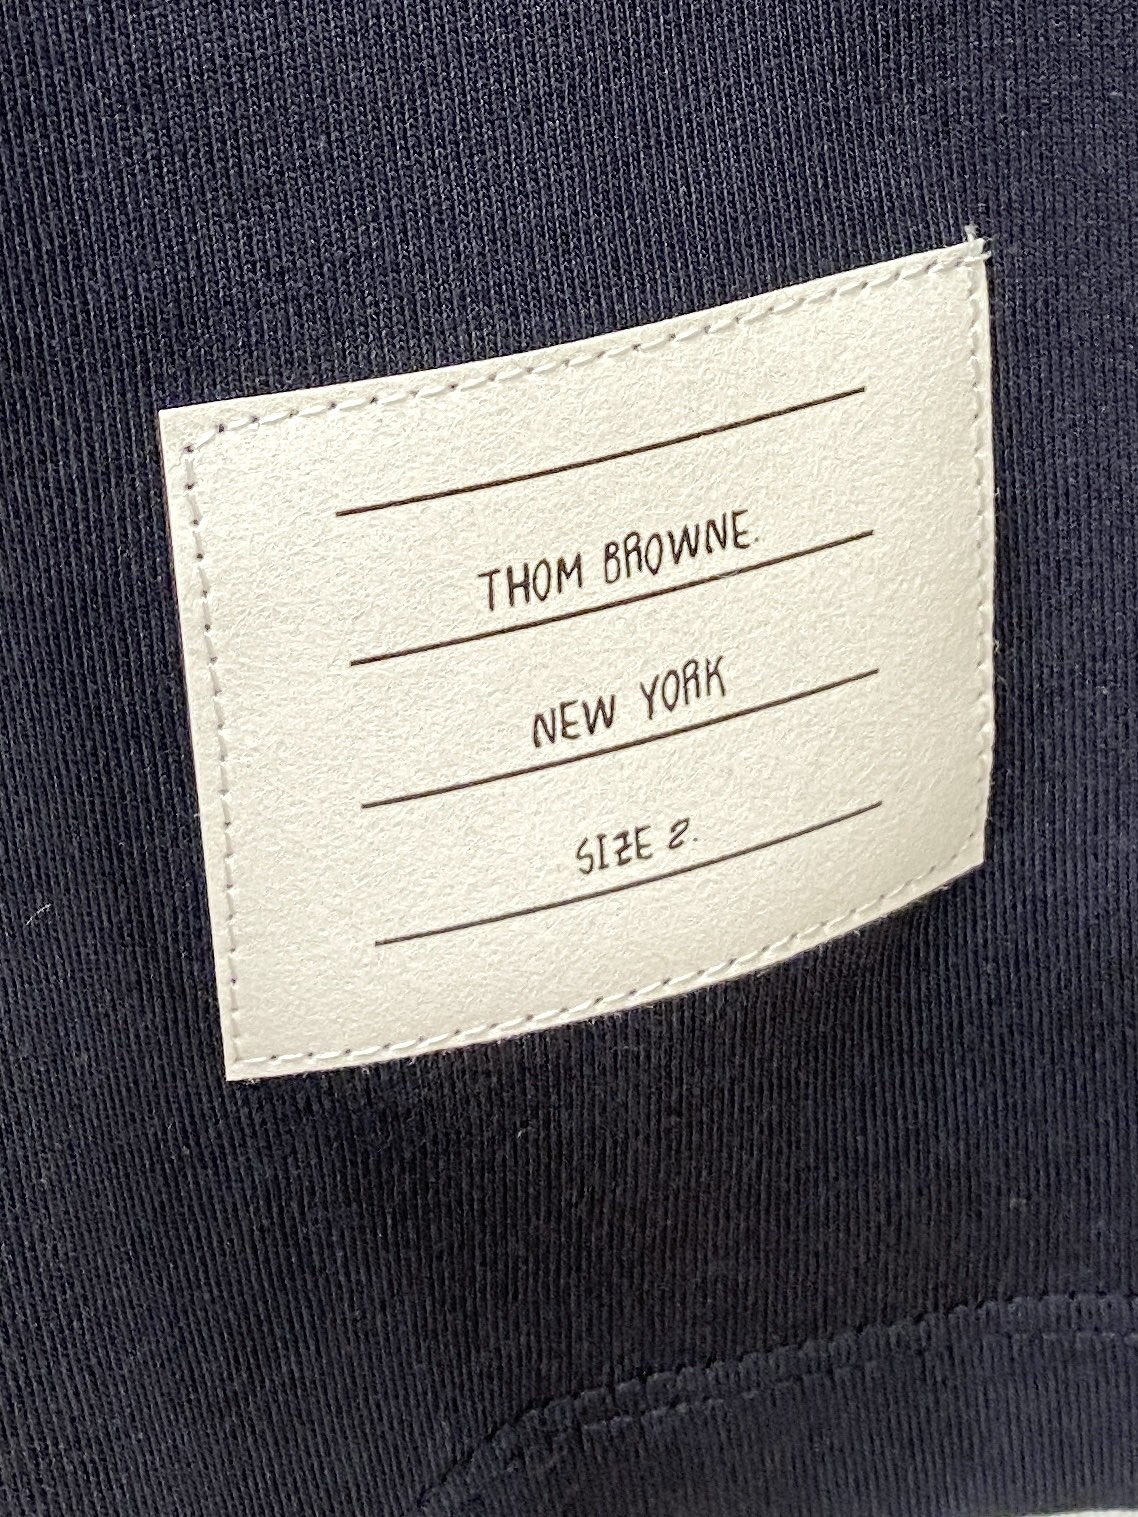 THOM BROWNE.
NEW YORK
SIZE 2.